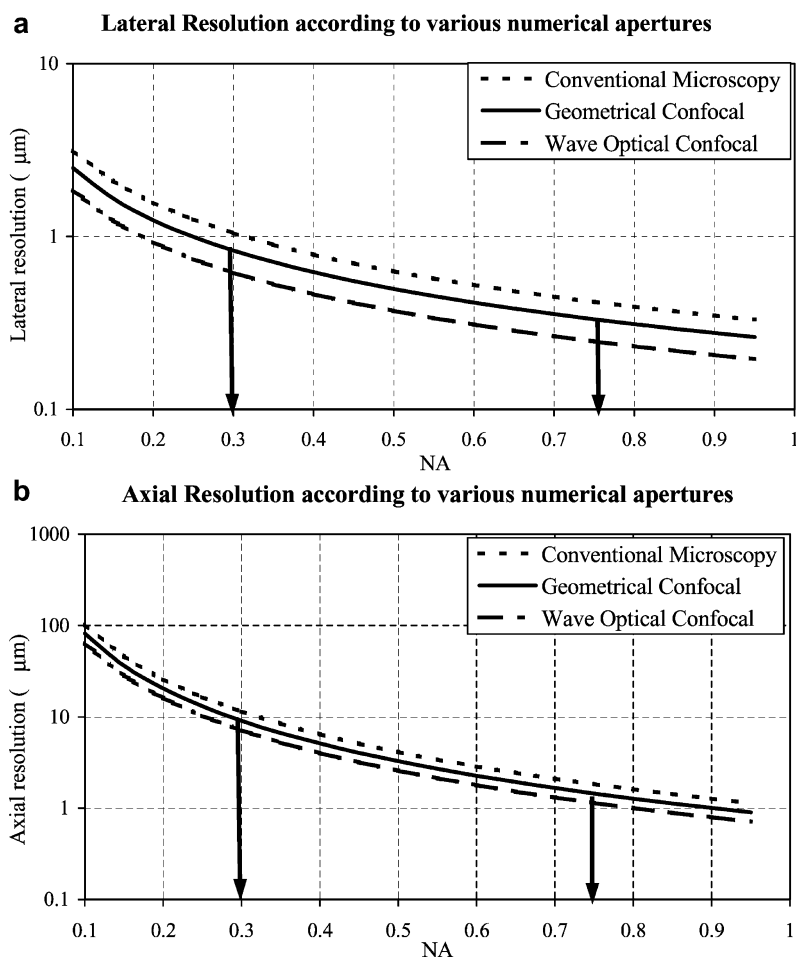 a
Lateral Resolution according to various numerical apertures
10
1
0.1
Lateral resolution ( μm)
Conventional Microscopy
Geometrical Confocal
Wave Optical Confocal
0.1 0.2 0.3 0.4 0.5 0.6 0.7 0.8 0.9 1
NA
b
Axial Resolution according to various numerical apertures
1000
100
10
1
0.1
Axial resolution ( μm)
Conventional Microscopy
Geometrical Confocal
Wave Optical Confocal
0.1 0.2 0.3 0.4 0.5 0.6 0.7 0.8 0.9 1
NA